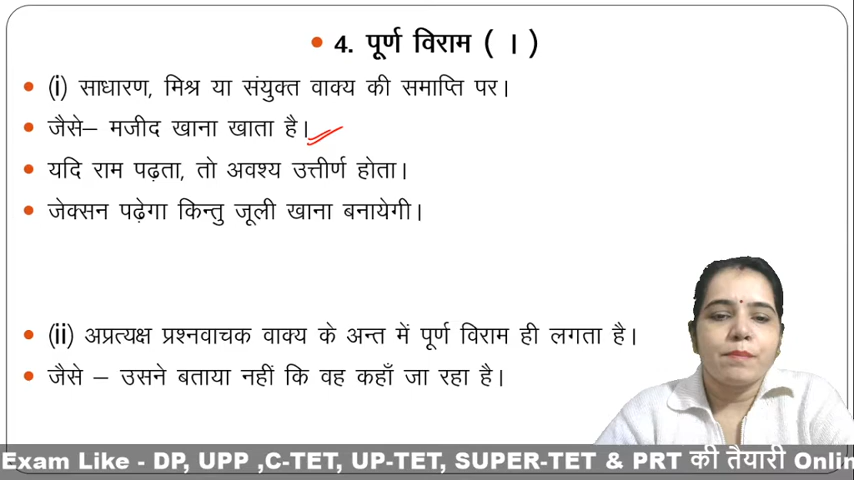 4. पूर्ण विराम ( । )
(i) साधारण, मिश्र या संयुक्त वाक्य की समाप्ति पर।
जैसे– मजीद खाना खाता है।
यदि राम पढ़ता, तो अवश्य उत्तीर्ण होता।
जेक्सन पढ़ेगा किन्तु जूली खाना बनायेगी।
(ii) अप्रत्यक्ष प्रश्नवाचक वाक्य के अन्त में पूर्ण विराम ही लगता है।
जैसे – उसने बताया नहीं कि वह कहाँ जा रहा है।
Exam Like - DP, UPP ,C-TET, UP-TET, SUPER-TET & PRT की तैयारी Onlin